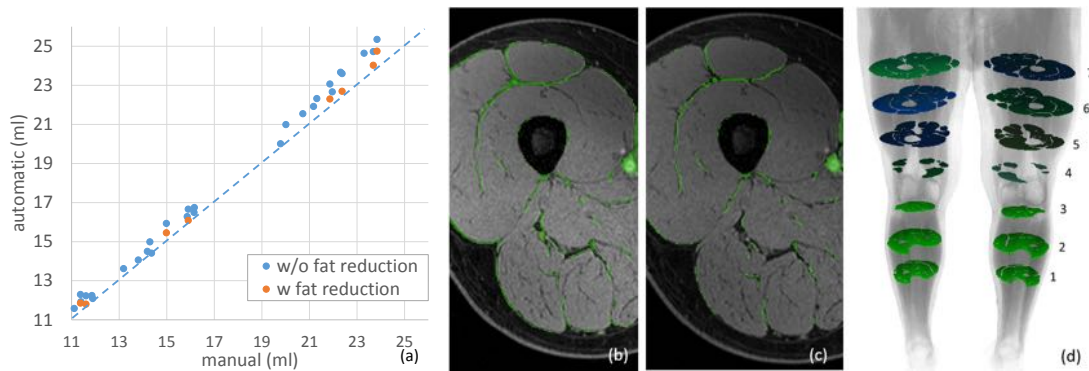 automatic (ml)
25
23
21
19
17
15
13
11
w/o fat reduction
w fat reduction
11 13 15 17 19 21 23 25
manual (ml)
(a)
(b)
(c)
7
6
5
4
3
2
1
(d)